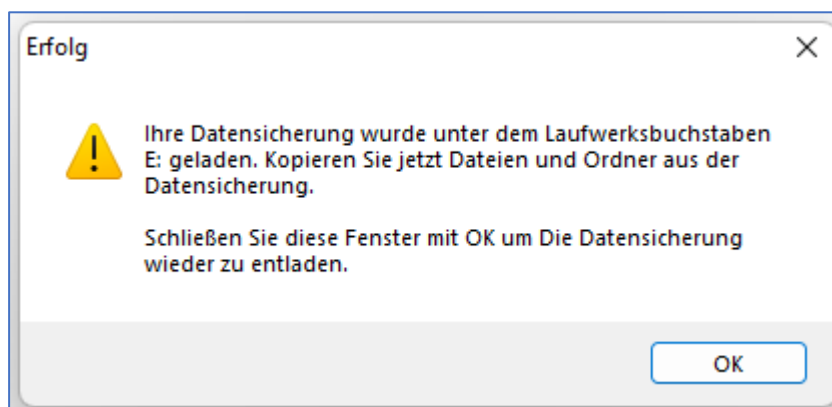 Erfolg
Ihre Datensicherung wurde unter dem Laufwerksbuchstaben
E: geladen. Kopieren Sie jetzt Dateien und Ordner aus der
Datensicherung.
Schließen Sie diese Fenster mit OK um Die Datensicherung
wieder zu entladen.
OK